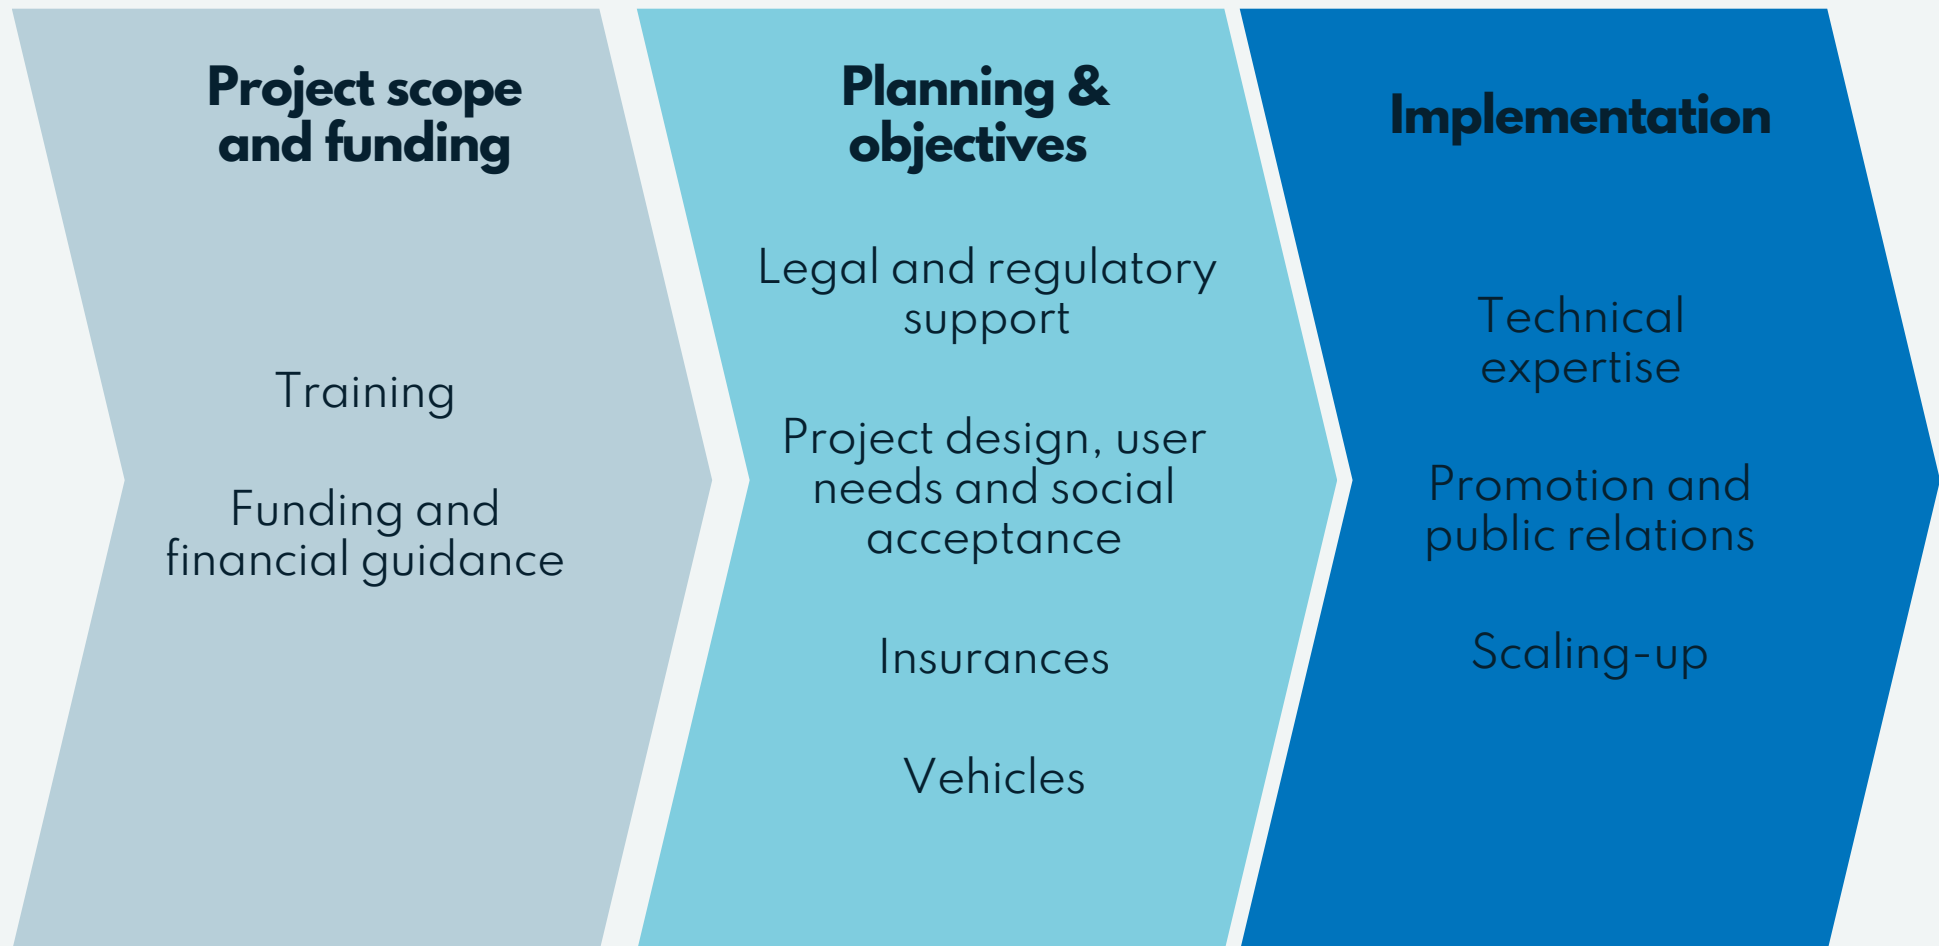 Project scope
and funding
Training
Funding and
financial guidance
Planning &
objectives
Legal and regulatory
support
Project design, user
needs and social
acceptance
Insurances
Vehicles
Implementation
Technical
expertise
Promotion and
public relations
Scaling-up